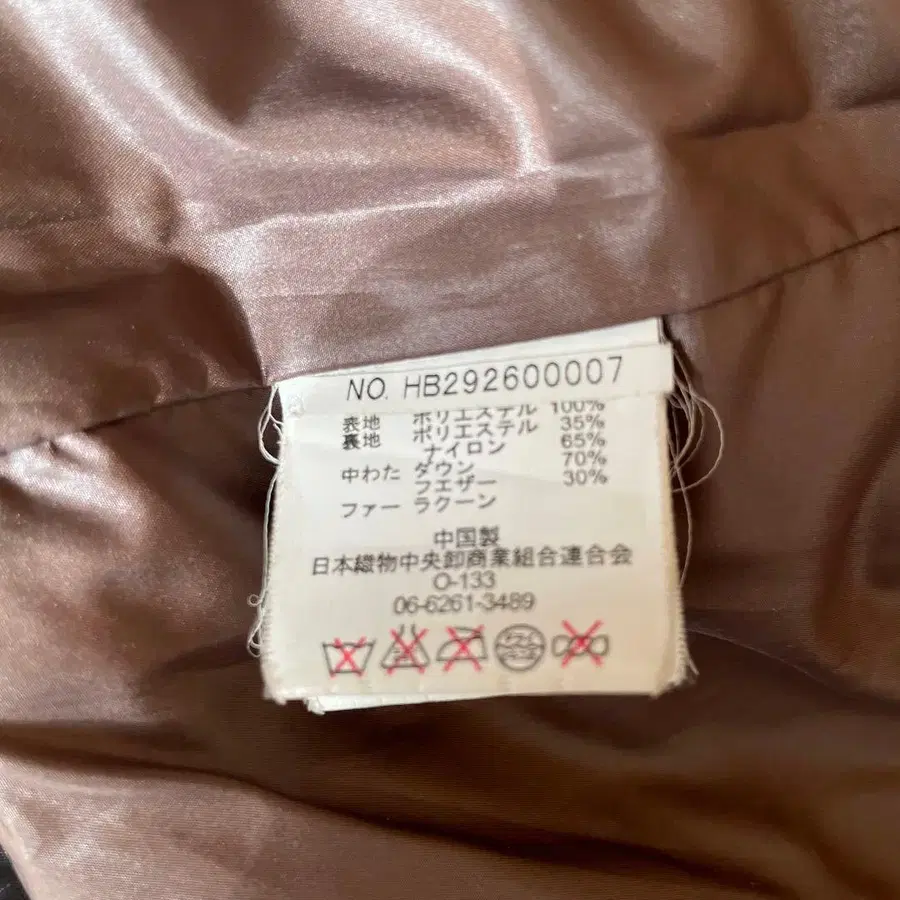 NO. HB292600007
表地 ポリエステル 100%
裏地 ポリエステル 35%
ナイロン 65%
中わた ダウン 70%
フエザー 30%
ファー ラクーン
中国製
日本織物中央卸商業組合連合会
O-133
06-6261-3489